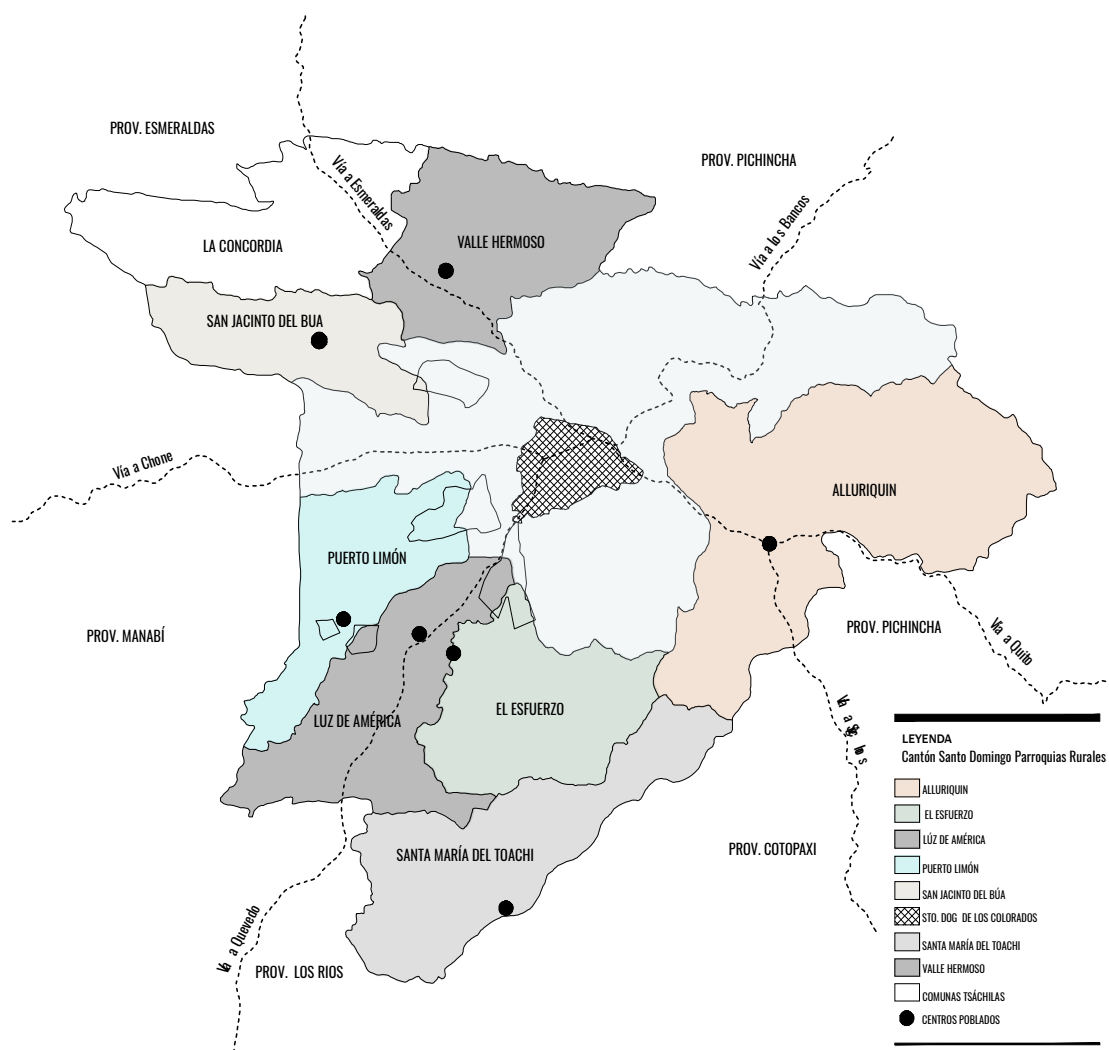 PROV. ESMERALDAS
PROV. PICHINCHA
Vía a Esmeraldas
Vía a los Bancos
LA CONCORDIA
VALLE HERMOSO
SAN JACINTO DEL BUA
Vía a Chone
ALLURIQUIN
PUERTO LIMÓN
PROV. MANABÍ
PROV. PICHINCHA
Vía a Quito
LUZ DE AMÉRICA
EL ESFUERZO
SANTA MARÍA DEL TOACHI
PROV. COTOPAXI
Vía a Quevedo
PROV. LOS RIOS
LEYENDA
Cantón Santo Domingo Parroquias Rurales
ALLURIQUIN
EL ESFUERZO
LÚZ DE AMÉRICA
PUERTO LIMÓN
SAN JACINTO DEL BÚA
STO. DOG DE LOS COLORADOS
SANTA MARÍA DEL TOACHI
VALLE HERMOSO
COMUNAS TSÁCHILAS
CENTROS POBLADOS